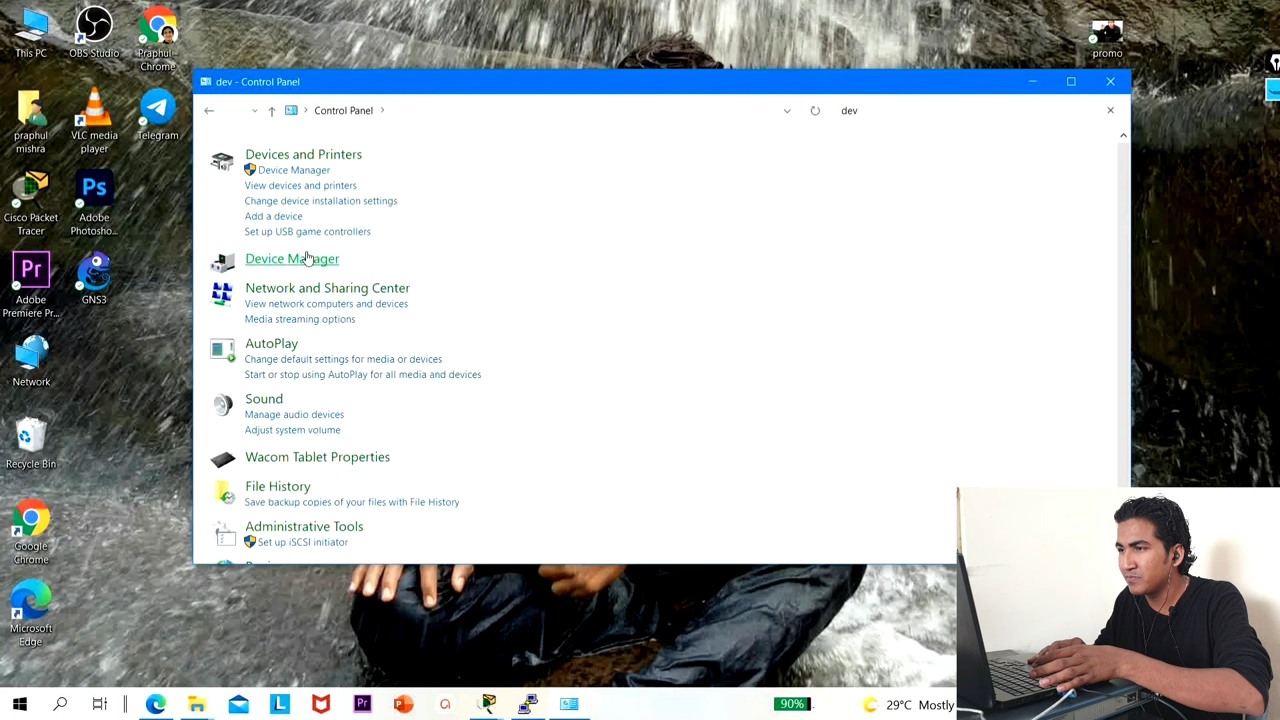 This PC
OBS Studio
Praphul -
Chrome
promo
praphul
mishra
VLC media
player
Telegram
Cisco Packet
Tracer
Adobe
Photosho...
Adobe
Premiere Pr...
GNS3
Network
Recycle Bin
Google
Chrome
Microsoft
Edge
dev - Control Panel
Control Panel
dev
Devices and Printers
Device Manager
View devices and printers
Change device installation settings
Add a device
Set up USB game controllers
Device Manager
Network and Sharing Center
View network computers and devices
Media streaming options
AutoPlay
Change default settings for media or devices
Start or stop using AutoPlay for all media and devices
Sound
Manage audio devices
Adjust system volume
Wacom Tablet Properties
File History
Save backup copies of your files with File History
Administrative Tools
Set up iSCSI initiator
Ps
Pr
L
Pr
90%
29°C Mostly